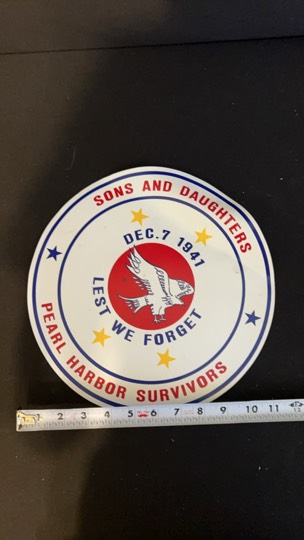 SONS AND DAUGHTERS
DEC. 7 1941
LEST WE FORGET
PEARL HARBOR SURVIVORS
1 2 3 4 5 6 7 8 9 10 11